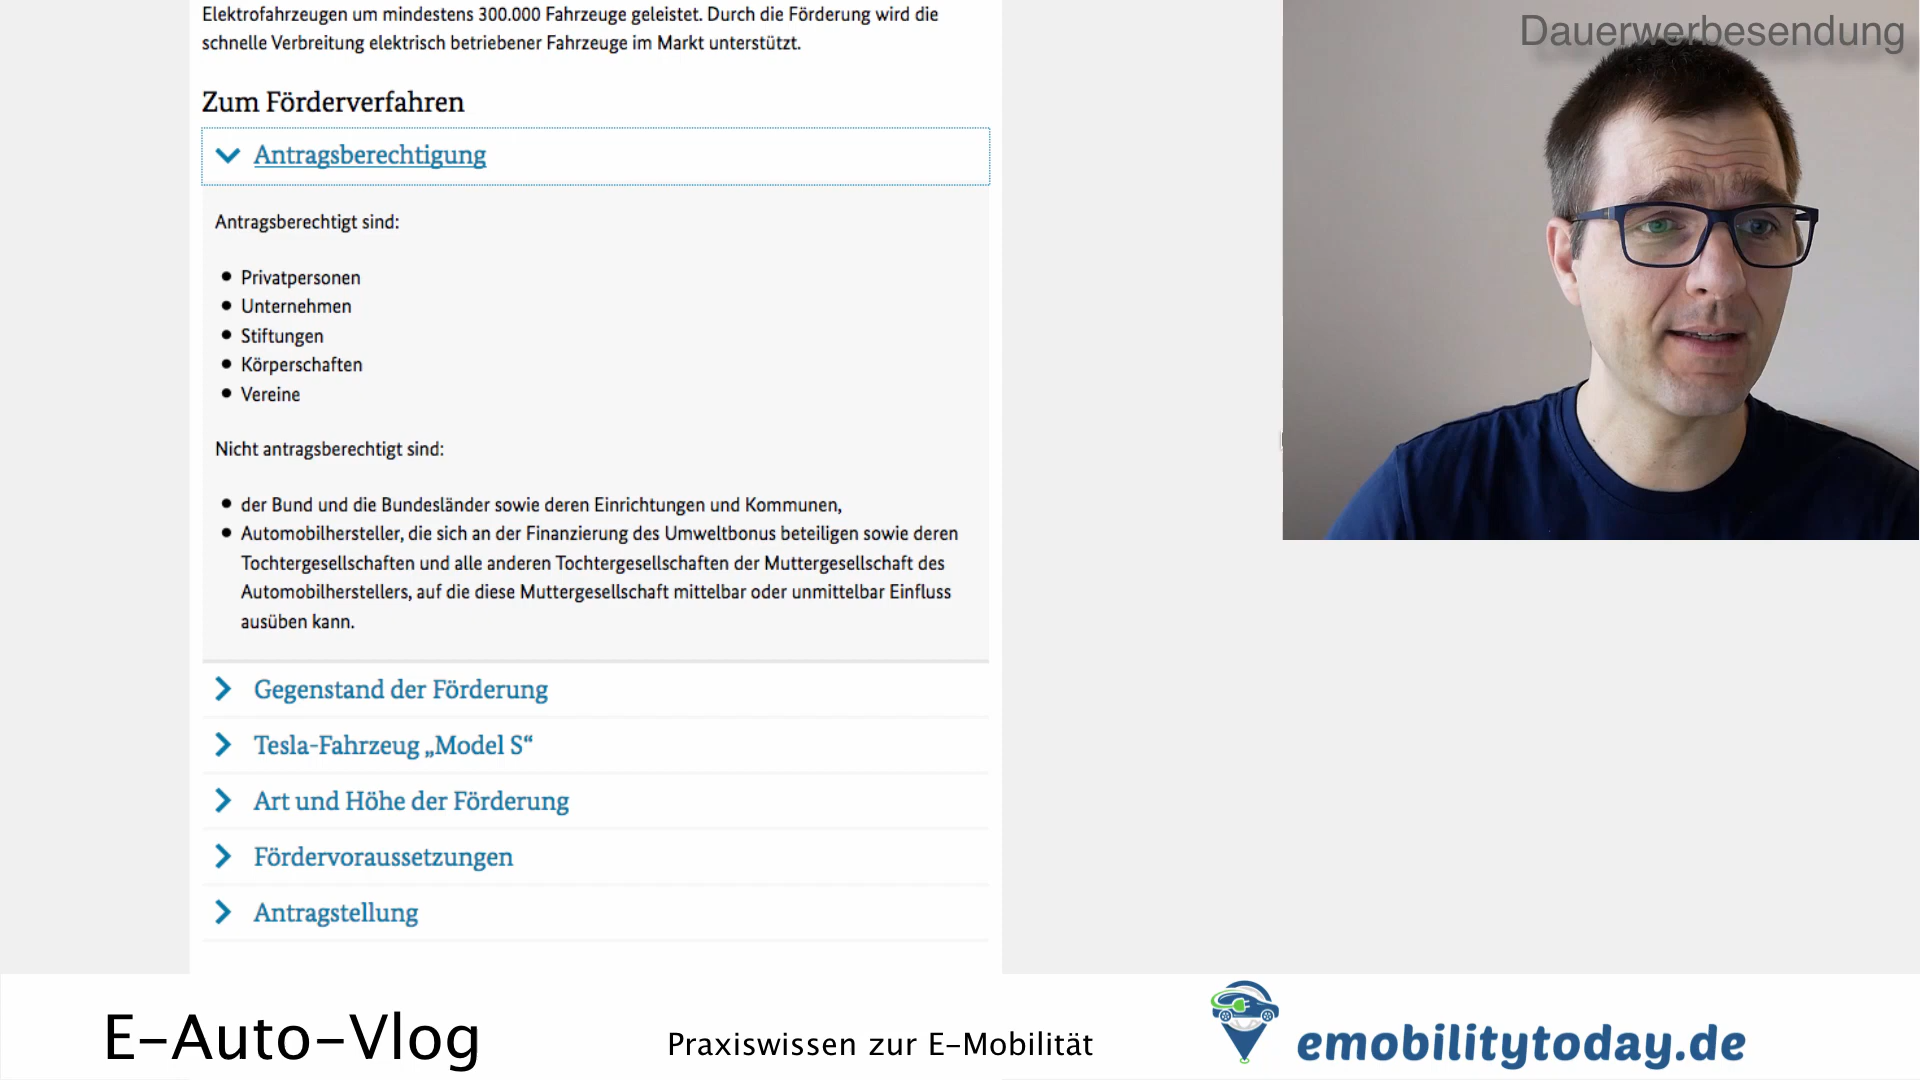 Elektrofahrzeugen um mindestens 300.000 Fahrzeuge geleistet. Durch die Förderung wird die
schnelle Verbreitung elektrisch betriebener Fahrzeuge im Markt unterstützt.
Zum Förderverfahren
Antragsberechtigung
Antragsberechtigt sind:
Privatpersonen
Unternehmen
Stiftungen
Körperschaften
Vereine
Nicht antragsberechtigt sind:
der Bund und die Bundesländer sowie deren Einrichtungen und Kommunen,
Automobilhersteller, die sich an der Finanzierung des Umweltbonus beteiligen sowie deren
Tochtergesellschaften und alle anderen Tochtergesellschaften der Muttergesellschaft des
Automobilherstellers, auf die diese Muttergesellschaft mittelbar oder unmittelbar Einfluss
ausüben kann.
Gegenstand der Förderung
Tesla-Fahrzeug „Model S“
Art und Höhe der Förderung
Fördervoraussetzungen
Antragstellung
Dauerwerbesendung
E-Auto-Vlog
Praxiswissen zur E-Mobilität
emobilitytoday.de